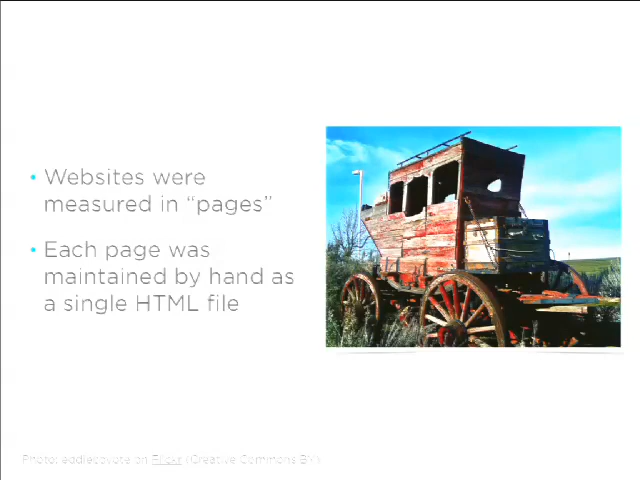 • Websites were
measured in “pages”
• Each page was
maintained by hand as
a single HTML file
Photo: eddiecoyote on Flickr (Creative Commons BY)